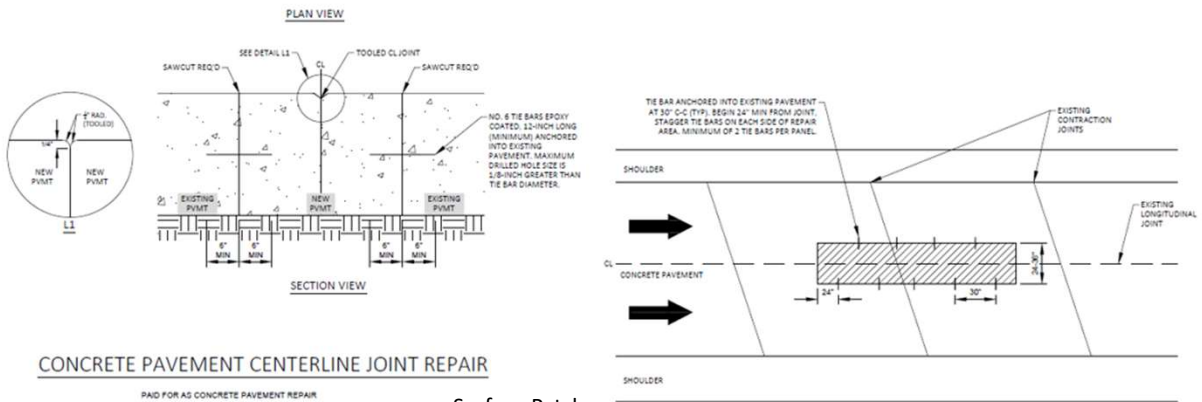 PLAN VIEW
SEE DETAIL L1
TOOLED CL JOINT
CL
SAWCUT REQ'D
SAWCUT REQ'D
RAD.
(TOOLED)
1/4"
NEW
PVMT
NEW
PVMT
L1
NO. 6 TIE BARS EPOXY
COATED, 12-INCH LONG
(MINIMUM) ANCHORED
INTO EXISTING
PAVEMENT. MAXIMUM
DRILLED HOLE SIZE IS
1/8-INCH GREATER THAN
TIE BAR DIAMETER.
EXISTING
PVMT
NEW
PVMT
EXISTING
PVMT
6"
MIN
6"
MIN
6"
MIN
6"
MIN
SECTION VIEW
CONCRETE PAVEMENT CENTERLINE JOINT REPAIR
PAID FOR AS CONCRETE PAVEMENT REPAIR
TIE BAR ANCHORED INTO EXISTING PAVEMENT
AT 30" C-C (TYP). BEGIN 24" MIN FROM JOINT.
STAGGER TIE BARS ON EACH SIDE OF REPAIR
AREA. MINIMUM OF 2 TIE BARS PER PANEL.
EXISTING
CONTRACTION
JOINTS
SHOULDER
EXISTING
LONGITUDINAL
JOINT
CL
CONCRETE PAVEMENT
24-36"
24"
30"
SHOULDER